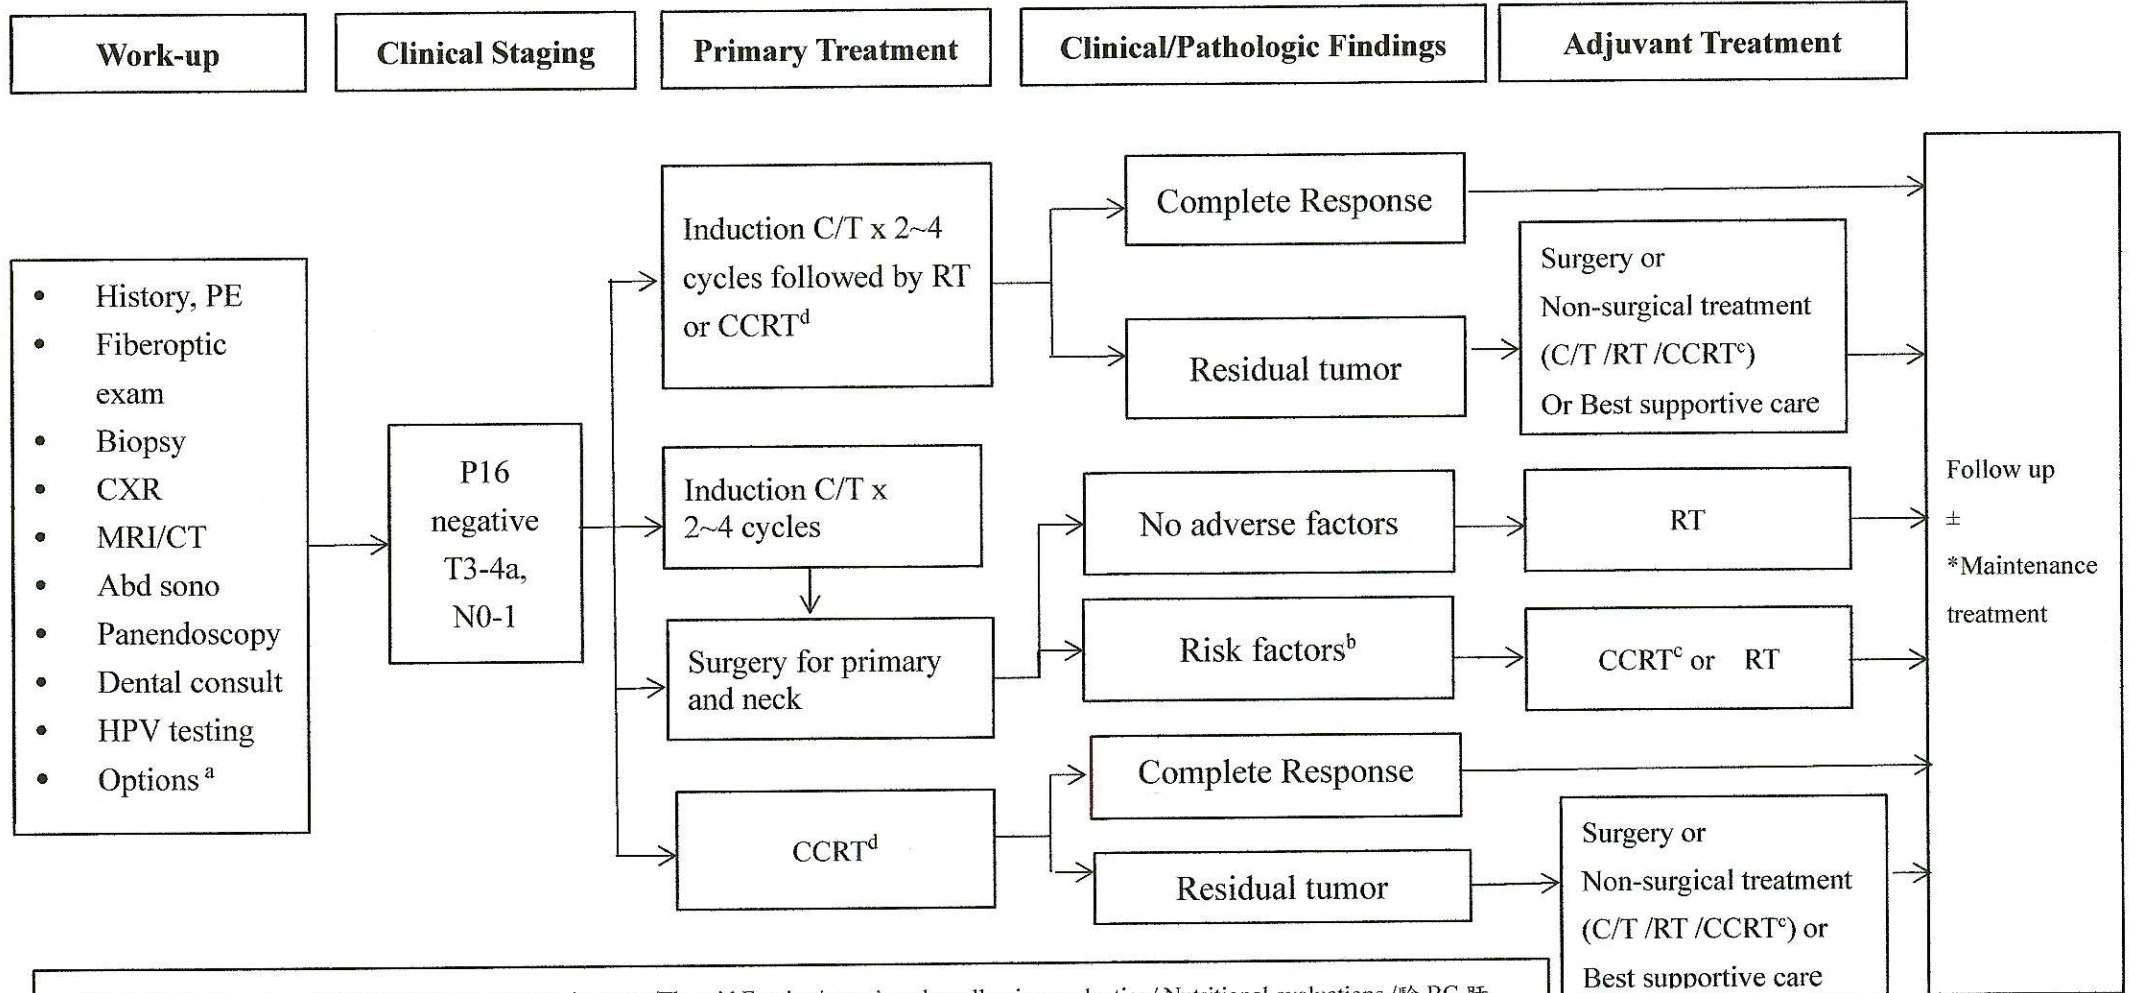 Work-up
Clinical Staging
Primary Treatment
Clinical/Pathologic Findings
Adjuvant Treatment
• History, PE
• Fiberoptic
exam
• Biopsy
• CXR
• MRI/CT
• Abd sono
• Panendoscopy
• Dental consult
• HPV testing
• Options a
P16
negative
T3-4a,
N0-1
Induction C/T x 2~4
cycles followed by RT
or CCRTd
Induction C/T x
2~4 cycles
Surgery for primary
and neck
CCRTd
Complete Response
Residual tumor
No adverse factors
Risk factorsb
Complete Response
Residual tumor
Surgery or
Non-surgical treatment
(C/T /RT /CCRTc)
Or Best supportive care
RT
CCRTc or RT
Surgery or
Non-surgical treatment
(C/T /RT /CCRTc) or
Best supportive care
Follow up
±
*Maintenance
treatment
Nutritional evaluations